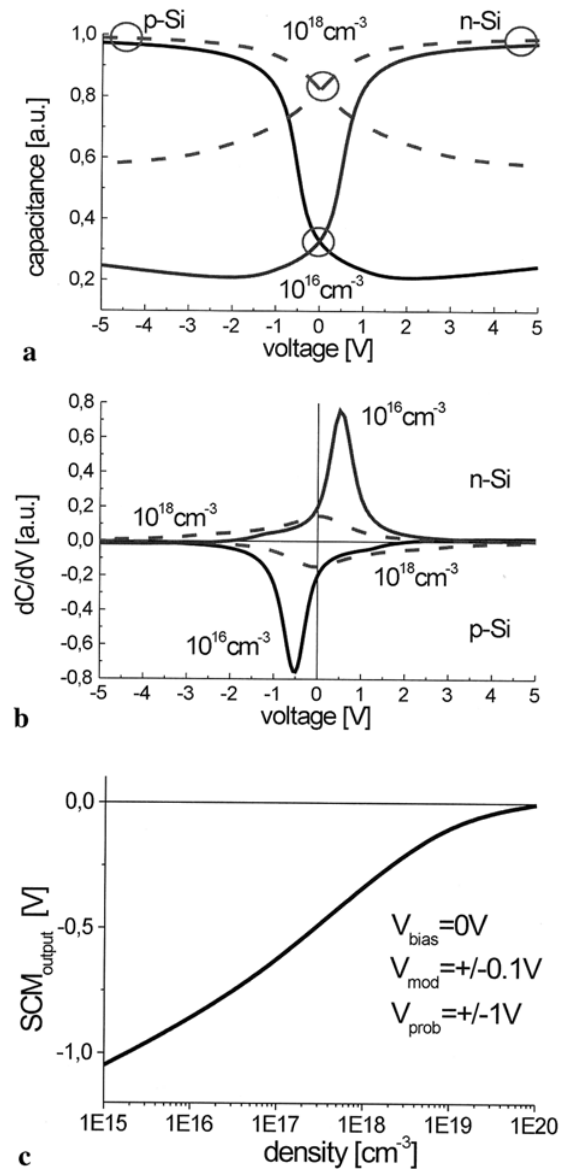 p-Si 10¹⁸cm⁻³ n-Si
1,0
0,8
0,6
0,4
0,2
capacitance [a.u.]
10¹⁶cm⁻³
-5 -4 -3 -2 -1 0 1 2 3 4 5
voltage [V]
a
0,8
0,6
0,4
0,2
0,0
-0,2
-0,4
-0,6
-0,8
dC/dV [a.u.]
10¹⁶cm⁻³
n-Si
10¹⁸cm⁻³
10¹⁸cm⁻³
10¹⁶cm⁻³
p-Si
-5 -4 -3 -2 -1 0 1 2 3 4 5
voltage [V]
b
0,0
-0,5
-1,0
SCM_output [V]
V_bias=0V
V_mod=+/-0.1V
V_prob=+/-1V
1E15 1E16 1E17 1E18 1E19 1E20
density [cm⁻³]
c